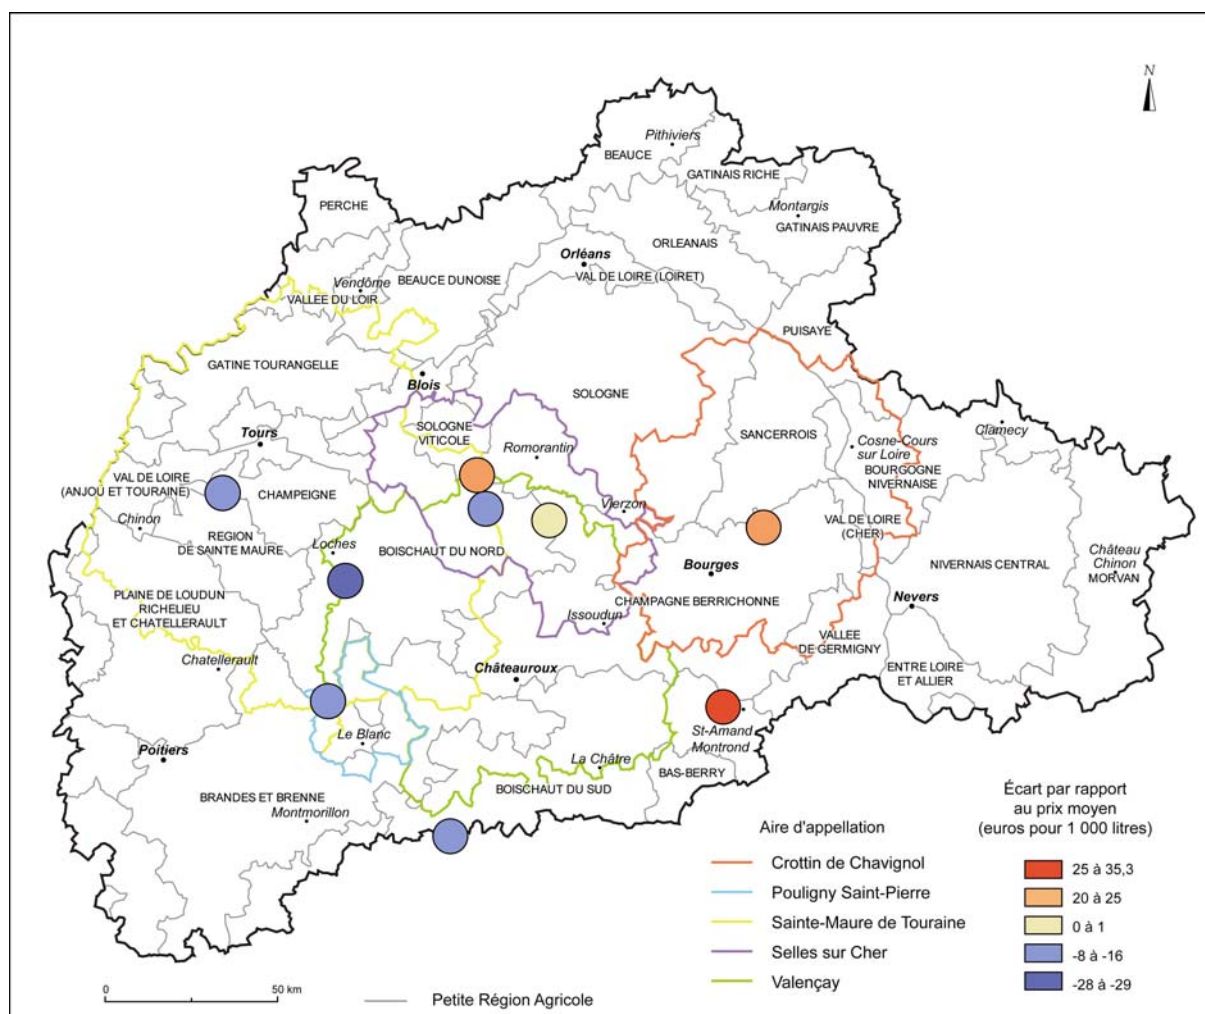 N
Pithiviers
BEAUCE
GATINAIS RICHE
PERCHE
Montargis
GATINAIS PAUVRE
ORLEANAIS
Orléans
VAL DE LOIRE (LOIRET)
BEAUCE DUNOISE
Vendôme
VALLEE DU LOIR
PUISAYE
GATINE TOURANGELLE
Blois
SOLOGNE
SOLOGNE
VITICOLE
Tours
Romorantin
SANCERROIS
Clamecy
Cosne-Cours
sur Loire
BOURGOGNE
NIVERNAISE
VAL DE LOIRE
(ANJOU ET TOURAINE)
CHAMPEIGNE
Chinon
Vierzon
VAL DE LOIRE
(CHER)
REGION
DE SAINTE MAURE
Loches
BOISCHAUT DU NORD
Bourges
NIVERNAIS CENTRAL
Château
Chinon
MORVAN
PLAINE DE LOUDUN
RICHELIEU
ET CHATELLERAULT
Issoudun
CHAMPAGNE BERRICHONNE
Nevers
VALLEE
DE GERMIGNY
Chatellerault
Châteauroux
ENTRE LOIRE
ET ALLIER
Le Blanc
St-Amand
Montrond
Poitiers
La Châtre
BAS-BERRY
BOISCHAUT DU SUD
BRANDES ET BRENNE
Montmorillon
Aire d'appellation
Crottin de Chavignol
Pouligny Saint-Pierre
Sainte-Maure de Touraine
Selles sur Cher
Valençay
Écart par rapport
au prix moyen
(euros pour 1 000 litres)
25 à 35,3
20 à 25
0 à 1
-8 à -16
-28 à -29
0
50 km
Petite Région Agricole